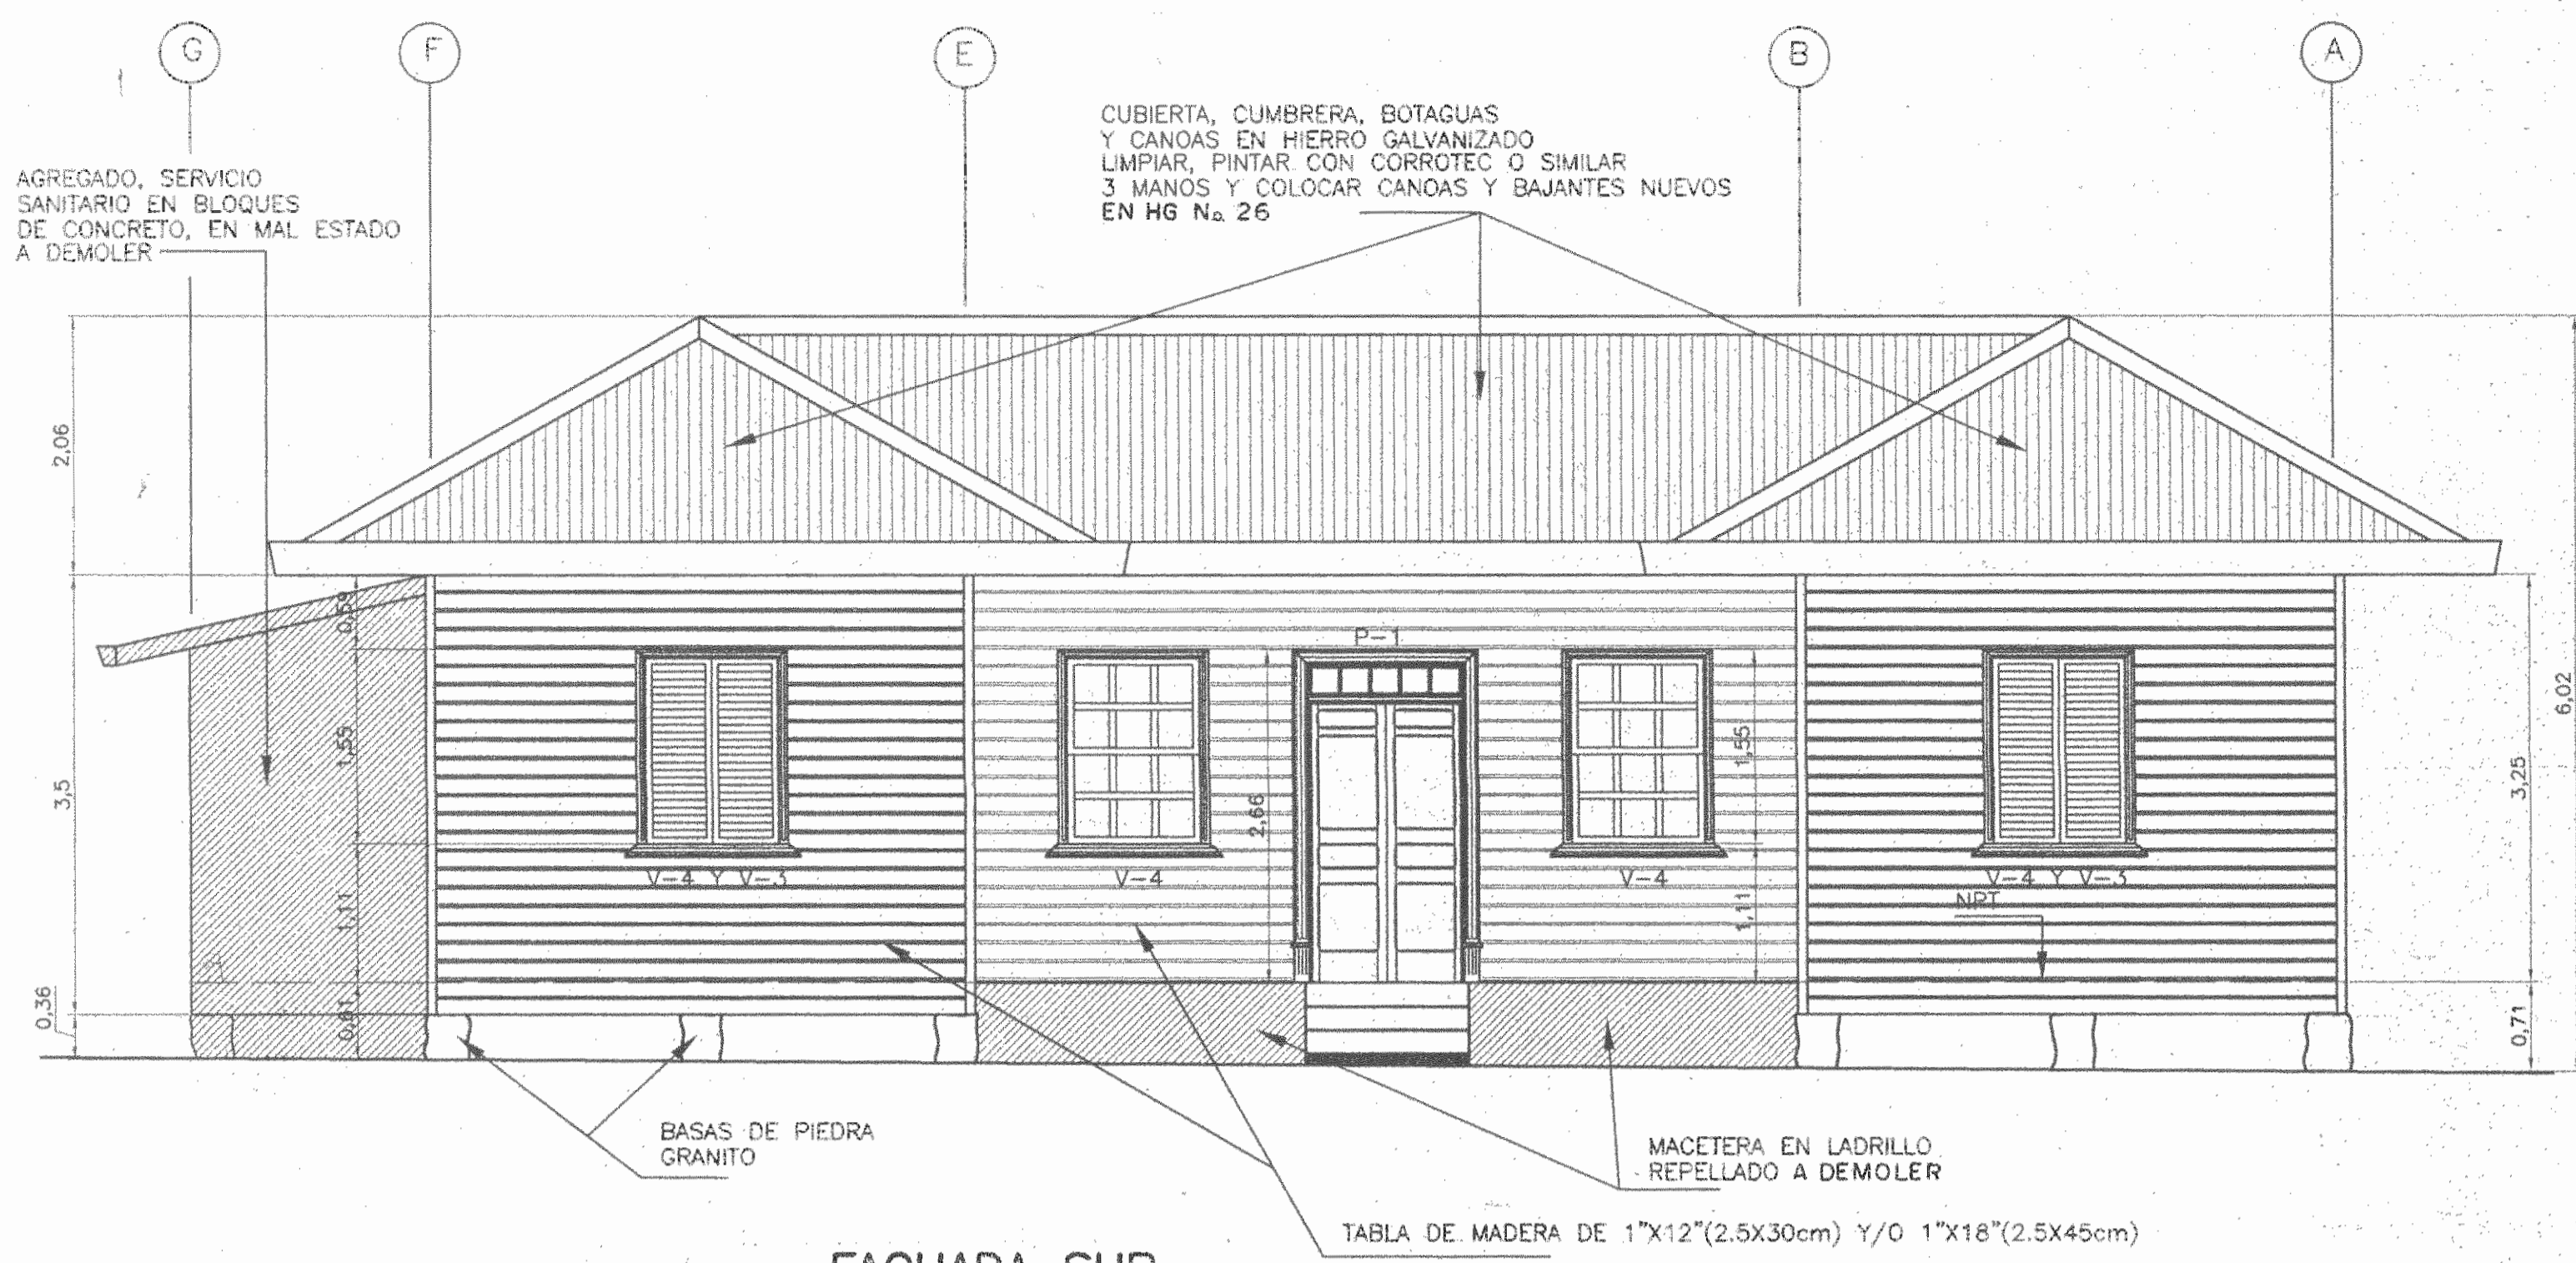 G
F
E
B
A
CUBIERTA, CUMBRERA, BOTAGUAS
Y CANOAS EN HIERRO GALVANIZADO
LIMPIAR, PINTAR CON CORROTEC O SIMILAR
3 MANOS Y COLOCAR CANOAS Y BAJANTES NUEVOS
EN HG No. 26
AGREGADO, SERVICIO
SANITARIO EN BLOQUES
DE CONCRETO, EN MAL ESTADO
A DEMOLER
2,06
3,5
0,36
0,59
1,55
1,11
0,61
P-1
2,66
1,55
1,11
6,02
3,25
0,71
V-4 Y V-3
V-4
V-4
V-4 Y V-3
NPT
BASAS DE PIEDRA
GRANITO
MACETERA EN LADRILLO
REPELLADO A DEMOLER
TABLA DE MADERA DE 1"X12"(2.5X30cm) Y/O 1"X18"(2.5X45cm)